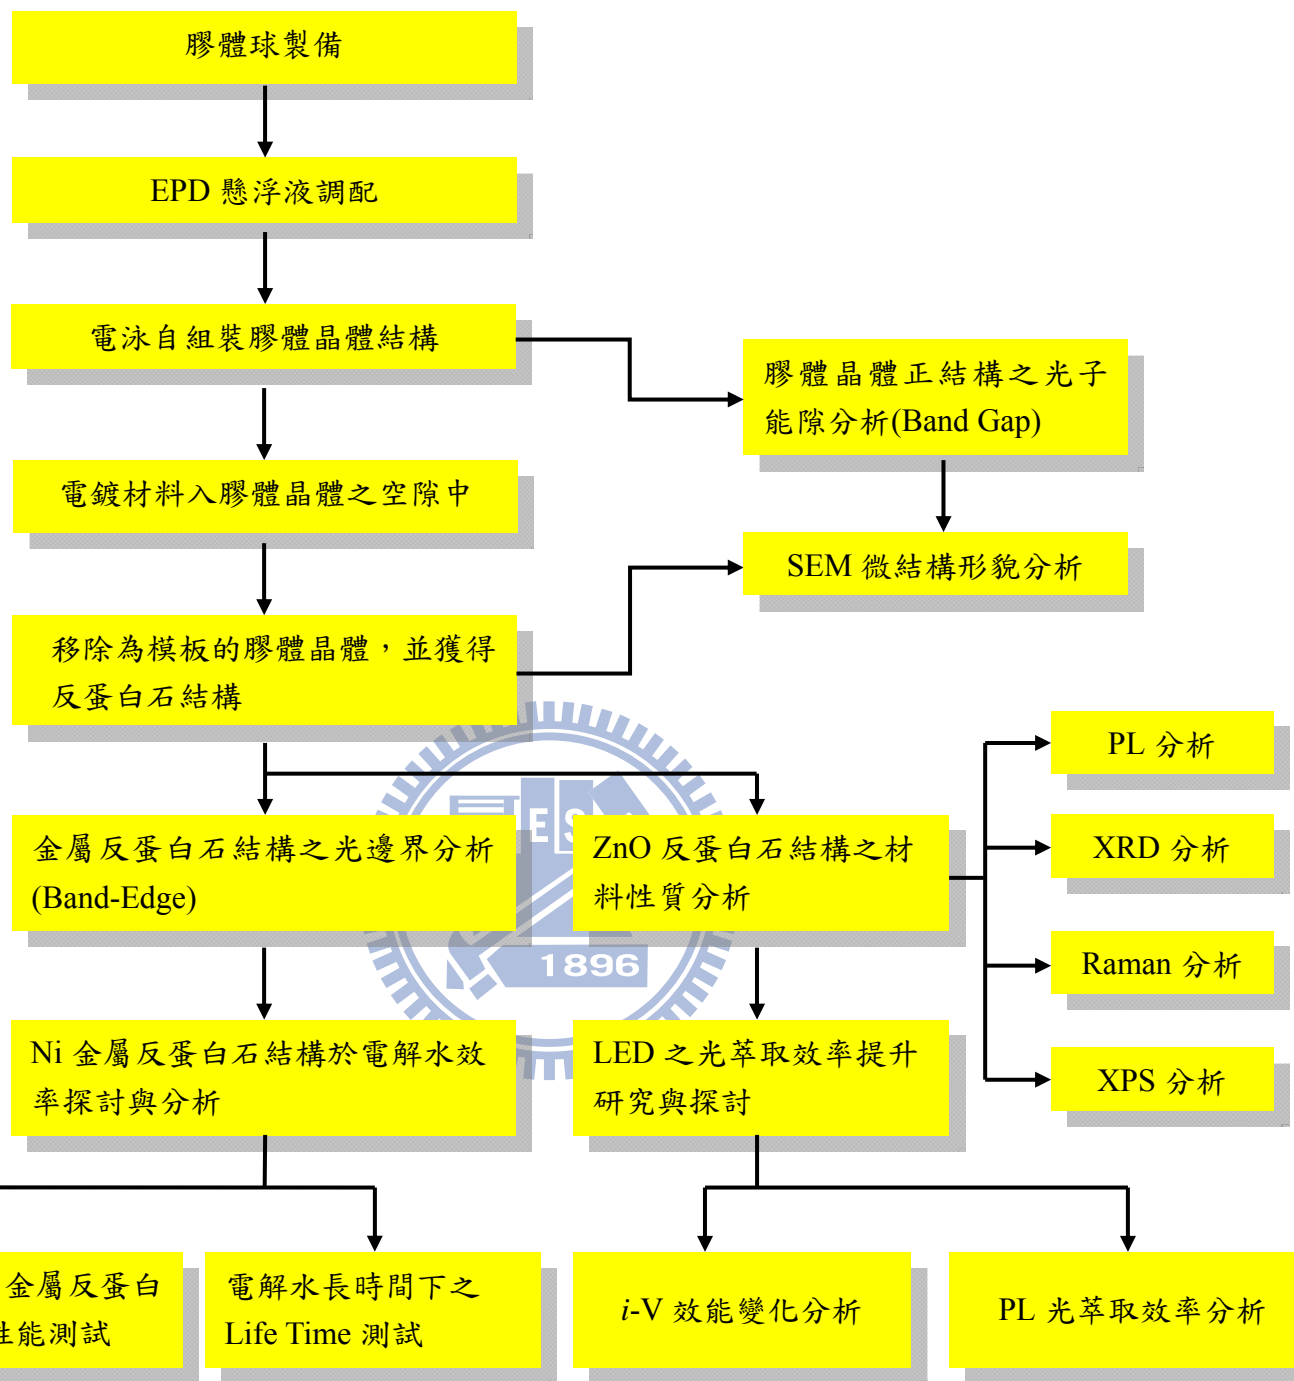 膠體球製備
EPD 懸浮液調配
電泳自組裝膠體晶體結構
膠體晶體正結構之光子
能隙分析(Band Gap)
電鍍材料入膠體晶體之空隙中
SEM 微結構形貌分析
移除為模板的膠體晶體，並獲得
反蛋白石結構
PL 分析
XRD 分析
Raman 分析
XPS 分析
金屬反蛋白石結構之光邊界分析
(Band-Edge)
ZnO 反蛋白石結構之材
料性質分析
E S
1896
Ni 金屬反蛋白石結構於電解水效
率探討與分析
LED 之光萃取效率提升
研究與探討
金屬反蛋白
性能測試
電解水長時間下之
Life Time 測試
i-V 效能變化分析
PL 光萃取效率分析